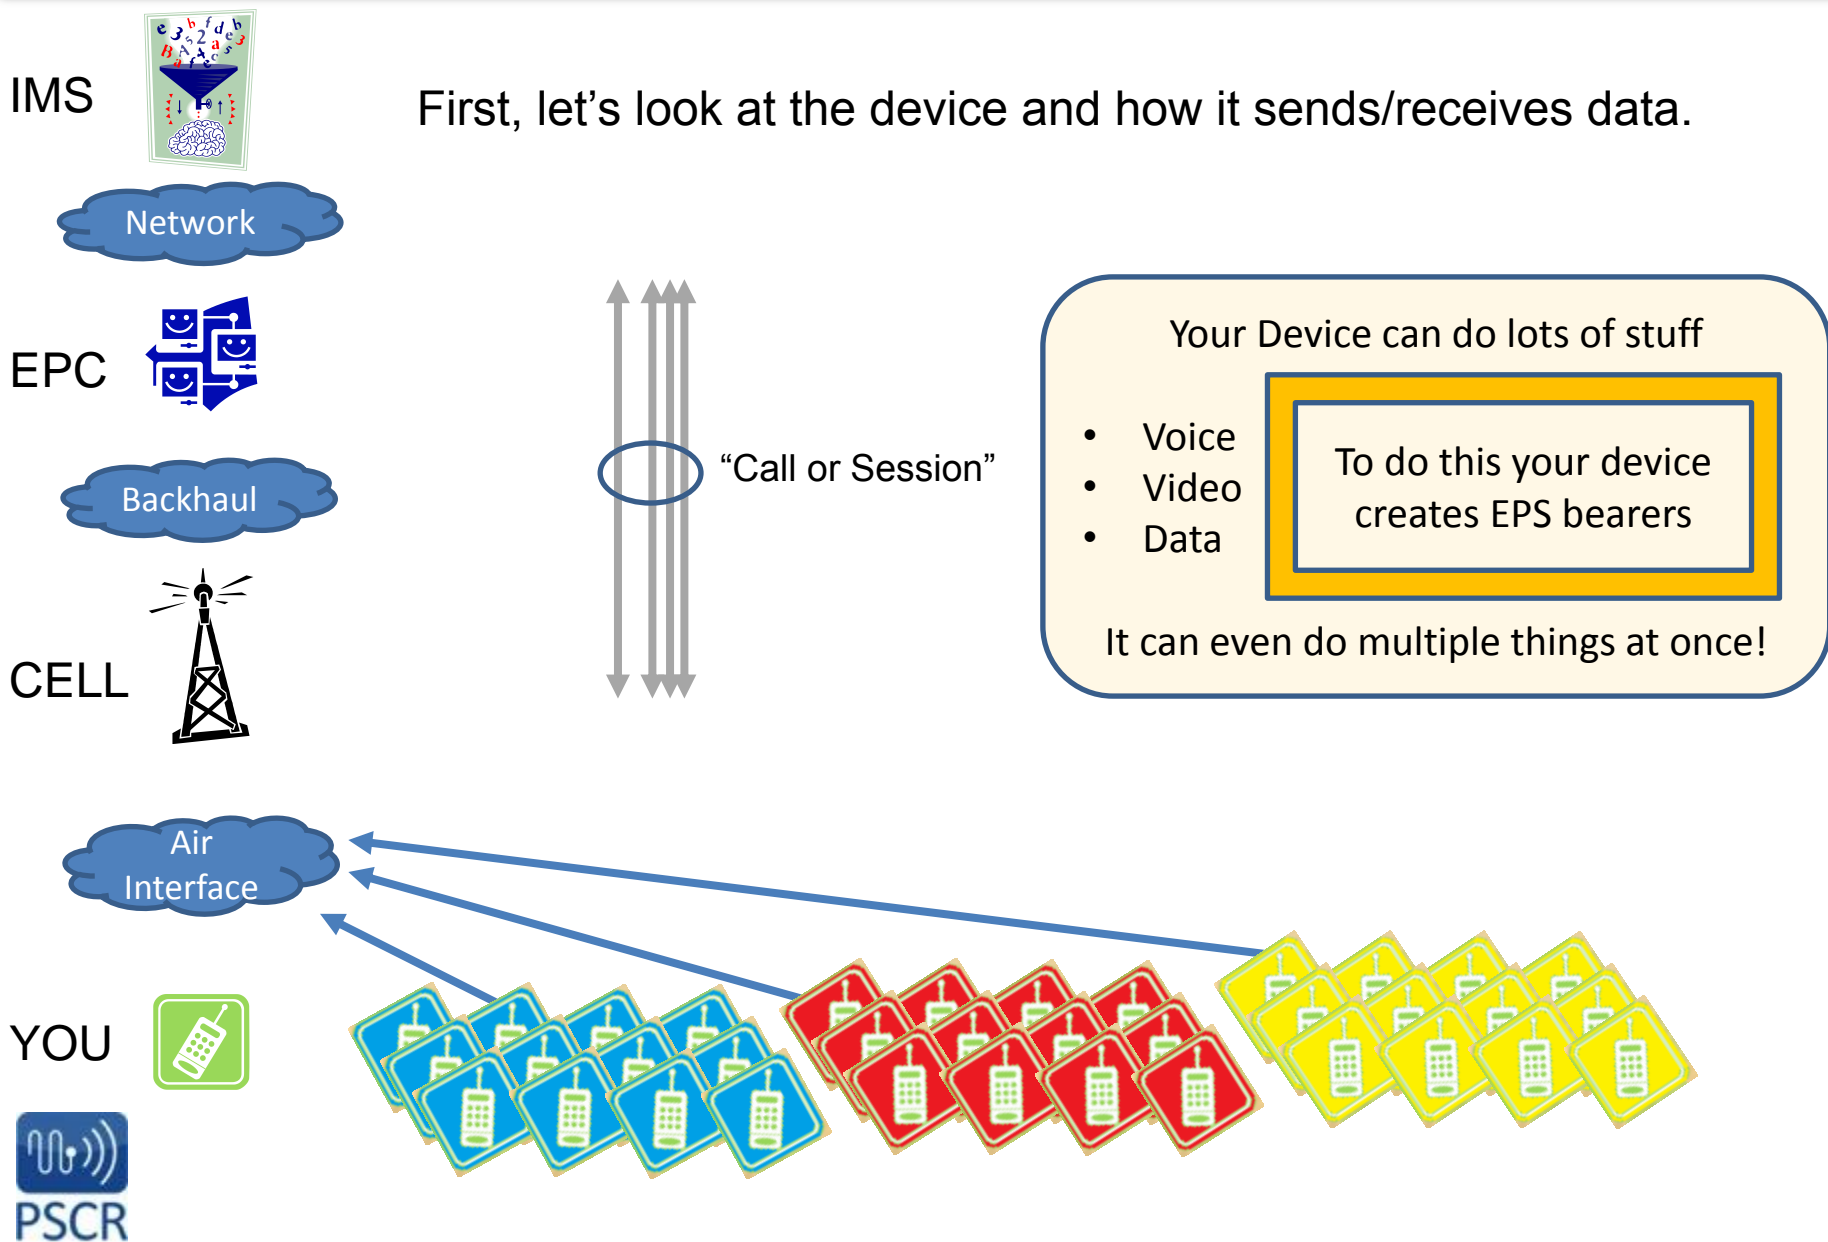 IMS
First, let’s look at the device and how it sends/receives data.
Network
EPC
Your Device can do lots of stuff
• Voice
• Video
• Data
To do this your device
creates EPS bearers
It can even do multiple things at once!
“Call or Session”
Backhaul
CELL
Air
Interface
YOU
PSCR